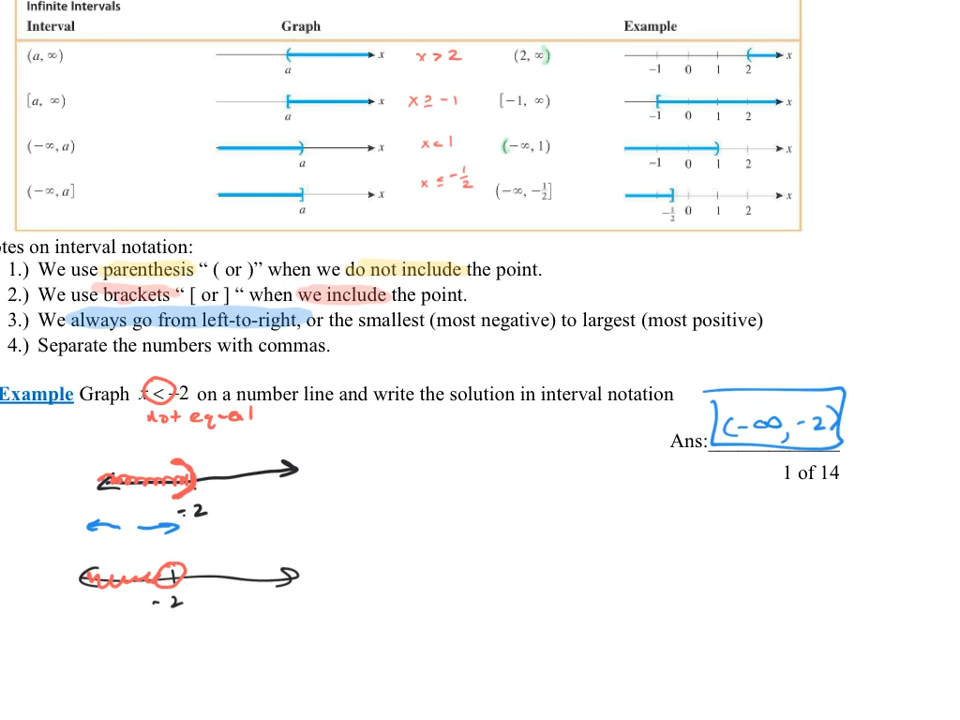 Infinite Intervals
Interval Graph Example
(a, ∞) a x x > 2 (2, ∞) -1 0 1 2 x
[a, ∞) a x x ≥ -1 [-1, ∞) -1 0 1 2 x
(-∞, a) a x x < 1 (-∞, 1) -1 0 1 2 x
(-∞, a] a x x ≤ -1/2 (-∞, -1/2] -1/2 0 1 2 x
tes on interval notation:
1.) We use parenthesis “ ( or )” when we do not include the point.
2.) We use brackets “ [ or ] “ when we include the point.
3.) We always go from left-to-right, or the smallest (most negative) to largest (most positive)
4.) Separate the numbers with commas.
Example Graph x < -2 on a number line and write the solution in interval notation
not equal
Ans: (-∞, -2)
1 of 14
-2
-2